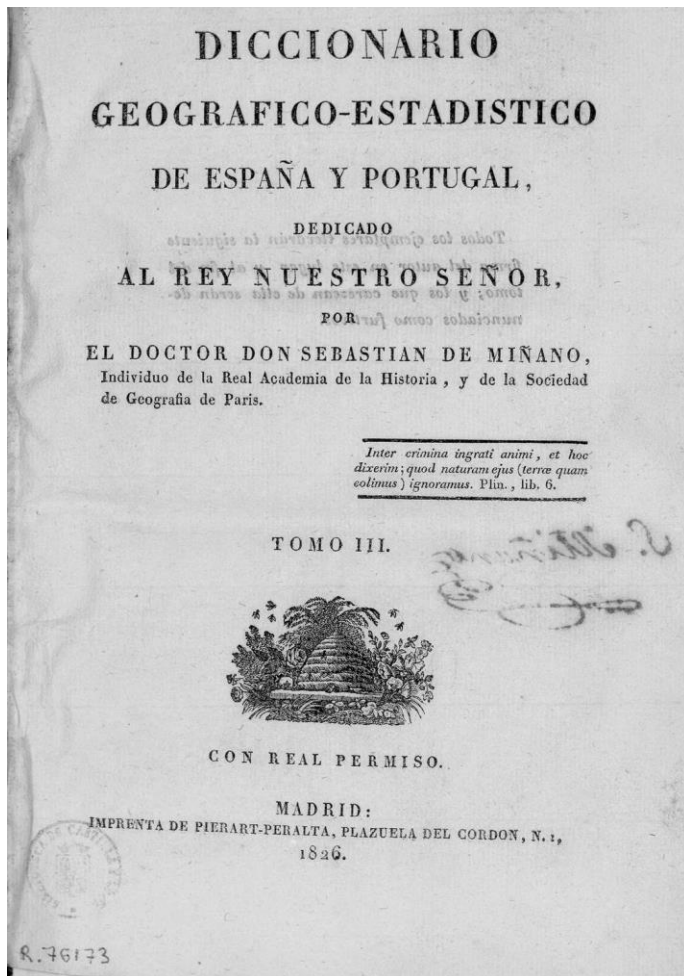 DICCIONARIO
GEOGRAFICO-ESTADISTICO
DE ESPAÑA Y PORTUGAL,
DEDICADO
AL REY NUESTRO SEÑOR,
POR
EL DOCTOR DON SEBASTIAN DE MIÑANO,
Individuo de la Real Academia de la Historia, y de la Sociedad
de Geografia de Paris.
Inter crimina ingrati animi, et hoc
dixerim; quod naturam ejus (terræ quam
colimus) ignoramus. Plin., lib. 6.
TOMO III.
S. Miñano
CON REAL PERMISO.
MADRID:
IMPRENTA DE PIERART-PERALTA, PLAZUELA DEL CORDON, N. 1,
1826.
R.76173